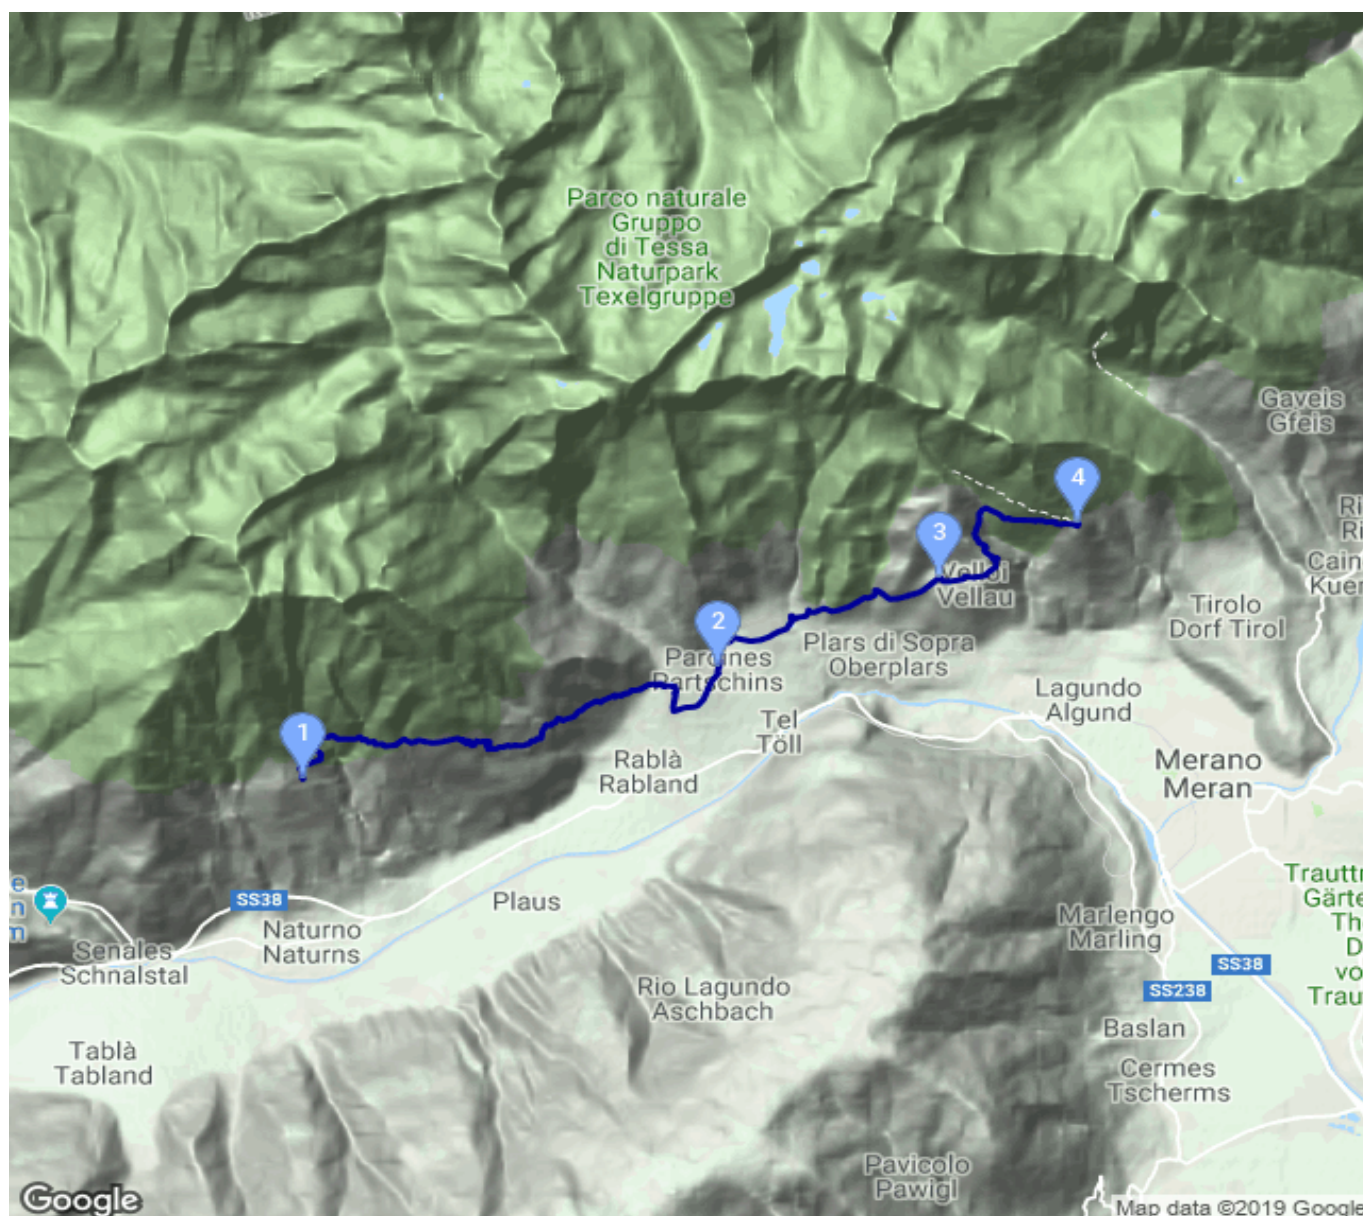 Parco naturale
Gruppo
di Tessa
Naturpark
Texelgruppe
Gaveis
Gfeis
4
3
Vellau
Tirolo
Dorf Tirol
2
Plars di Sopra
Oberplars
Partschins
Lagundo
Algund
1
Tel
Töll
Rablà
Rabland
Merano
Meran
SS38
Plaus
Naturno
Naturns
Senales
Schnalstal
Marlengo
Marling
SS38
SS238
Rio Lagundo
Aschbach
Baslan
Tablà
Tabland
Cermes
Tscherms
Pavicolo
Pawigl
Google
Map data ©2019 Google